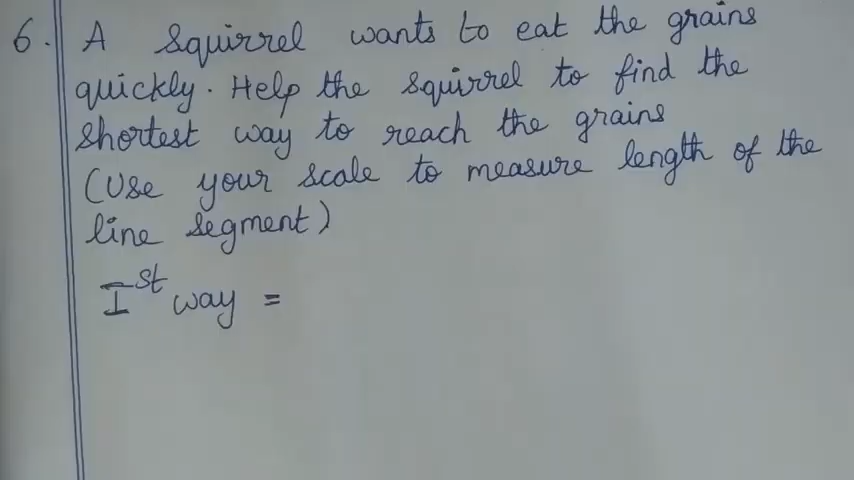 6. A Squirrel wants to eat the grains
quickly. Help the squirrel to find the
shortest way to reach the grains
(Use your scale to measure length of the
line segment)
Ist way =